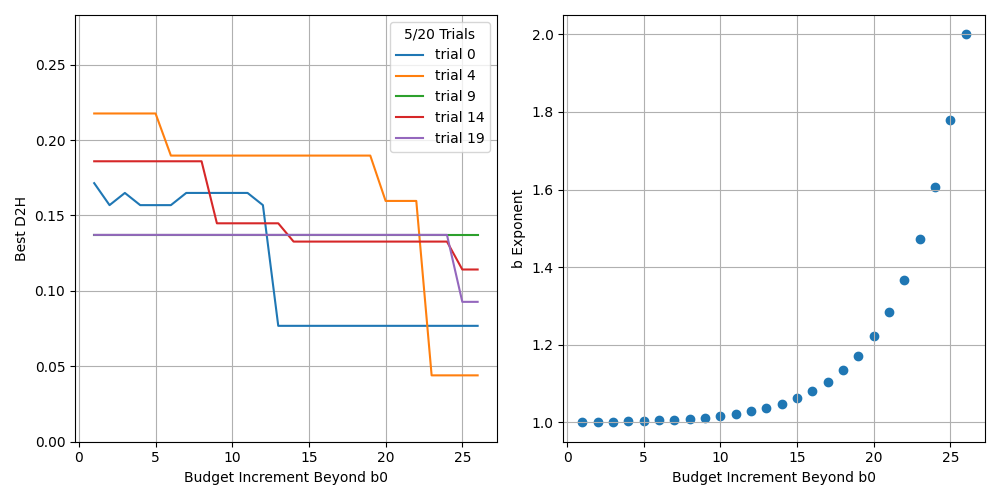 5/20 Trials
trial 0
trial 4
trial 9
trial 14
trial 19
0.25
0.20
0.15
0.10
0.05
0.00
Best D2H
0
5
10
15
20
25
Budget Increment Beyond b0
2.0
1.8
1.6
1.4
1.2
1.0
b Exponent
0
5
10
15
20
25
Budget Increment Beyond b0